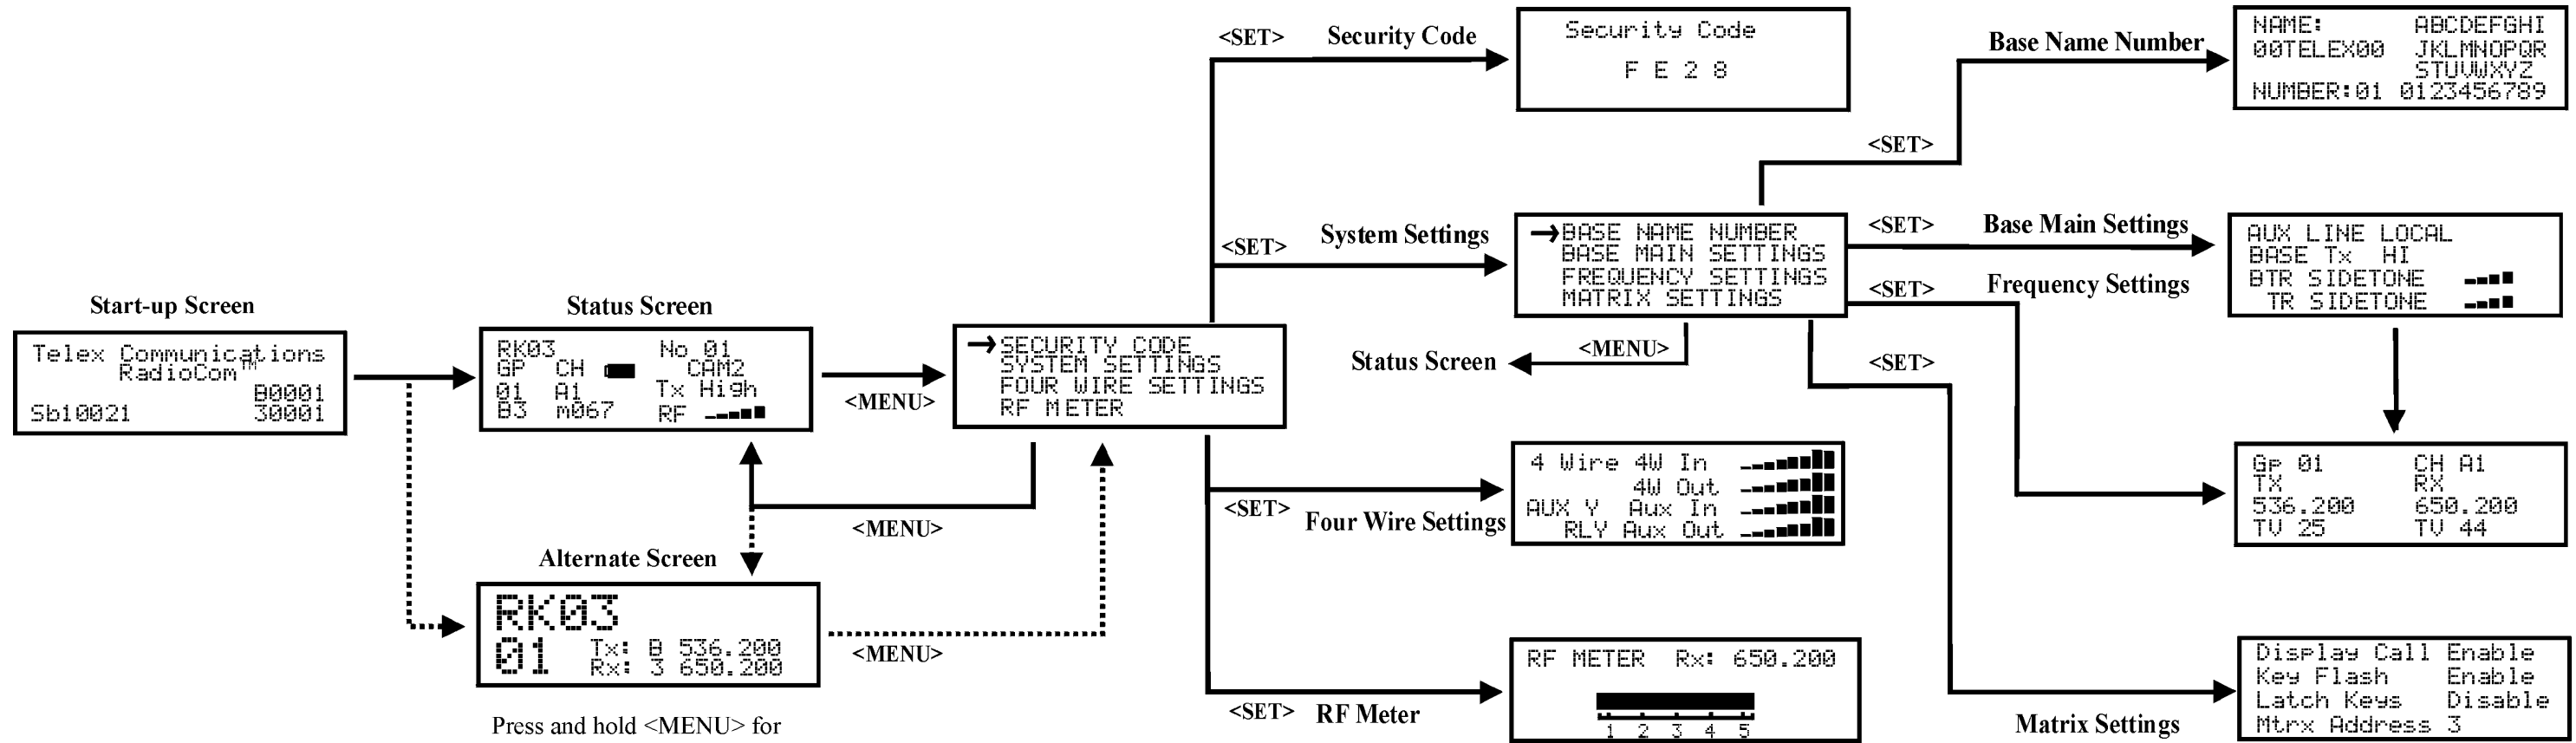 Start-up Screen
Telex Communications
RadioCom™
B0001
Sb10021 30001
Status Screen
RK03 No 01
GP CH CAM2
01 A1 Tx High
B3 m067 RF
<MENU>
<MENU>
Alternate Screen
RK03
01 Tx: B 536.200
Rx: 3 650.200
<MENU>
Press and hold <MENU> for
SECURITY CODE
SYSTEM SETTINGS
FOUR WIRE SETTINGS
RF METER
<SET> Security Code
Security Code
F E 2 8
<SET> System Settings
BASE NAME NUMBER
BASE MAIN SETTINGS
FREQUENCY SETTINGS
MATRIX SETTINGS
Status Screen <MENU>
<SET> Four Wire Settings
4 Wire 4W In
4W Out
AUX Y Aux In
RLY Aux Out
<SET> RF Meter
RF METER Rx: 650.200
1 2 3 4 5
<SET> Base Name Number
NAME: ABCDEFGHI
00TELEX00 JKLMNOPQR
STUVWXYZ
NUMBER:01 0123456789
<SET> Base Main Settings
AUX LINE LOCAL
BASE Tx HI
BTR SIDETONE
TR SIDETONE
<SET> Frequency Settings
Gp 01 CH A1
TX RX
536.200 650.200
TV 25 TV 44
<SET> Matrix Settings
Display Call Enable
Key Flash Enable
Latch Keys Disable
Mtrx Address 3